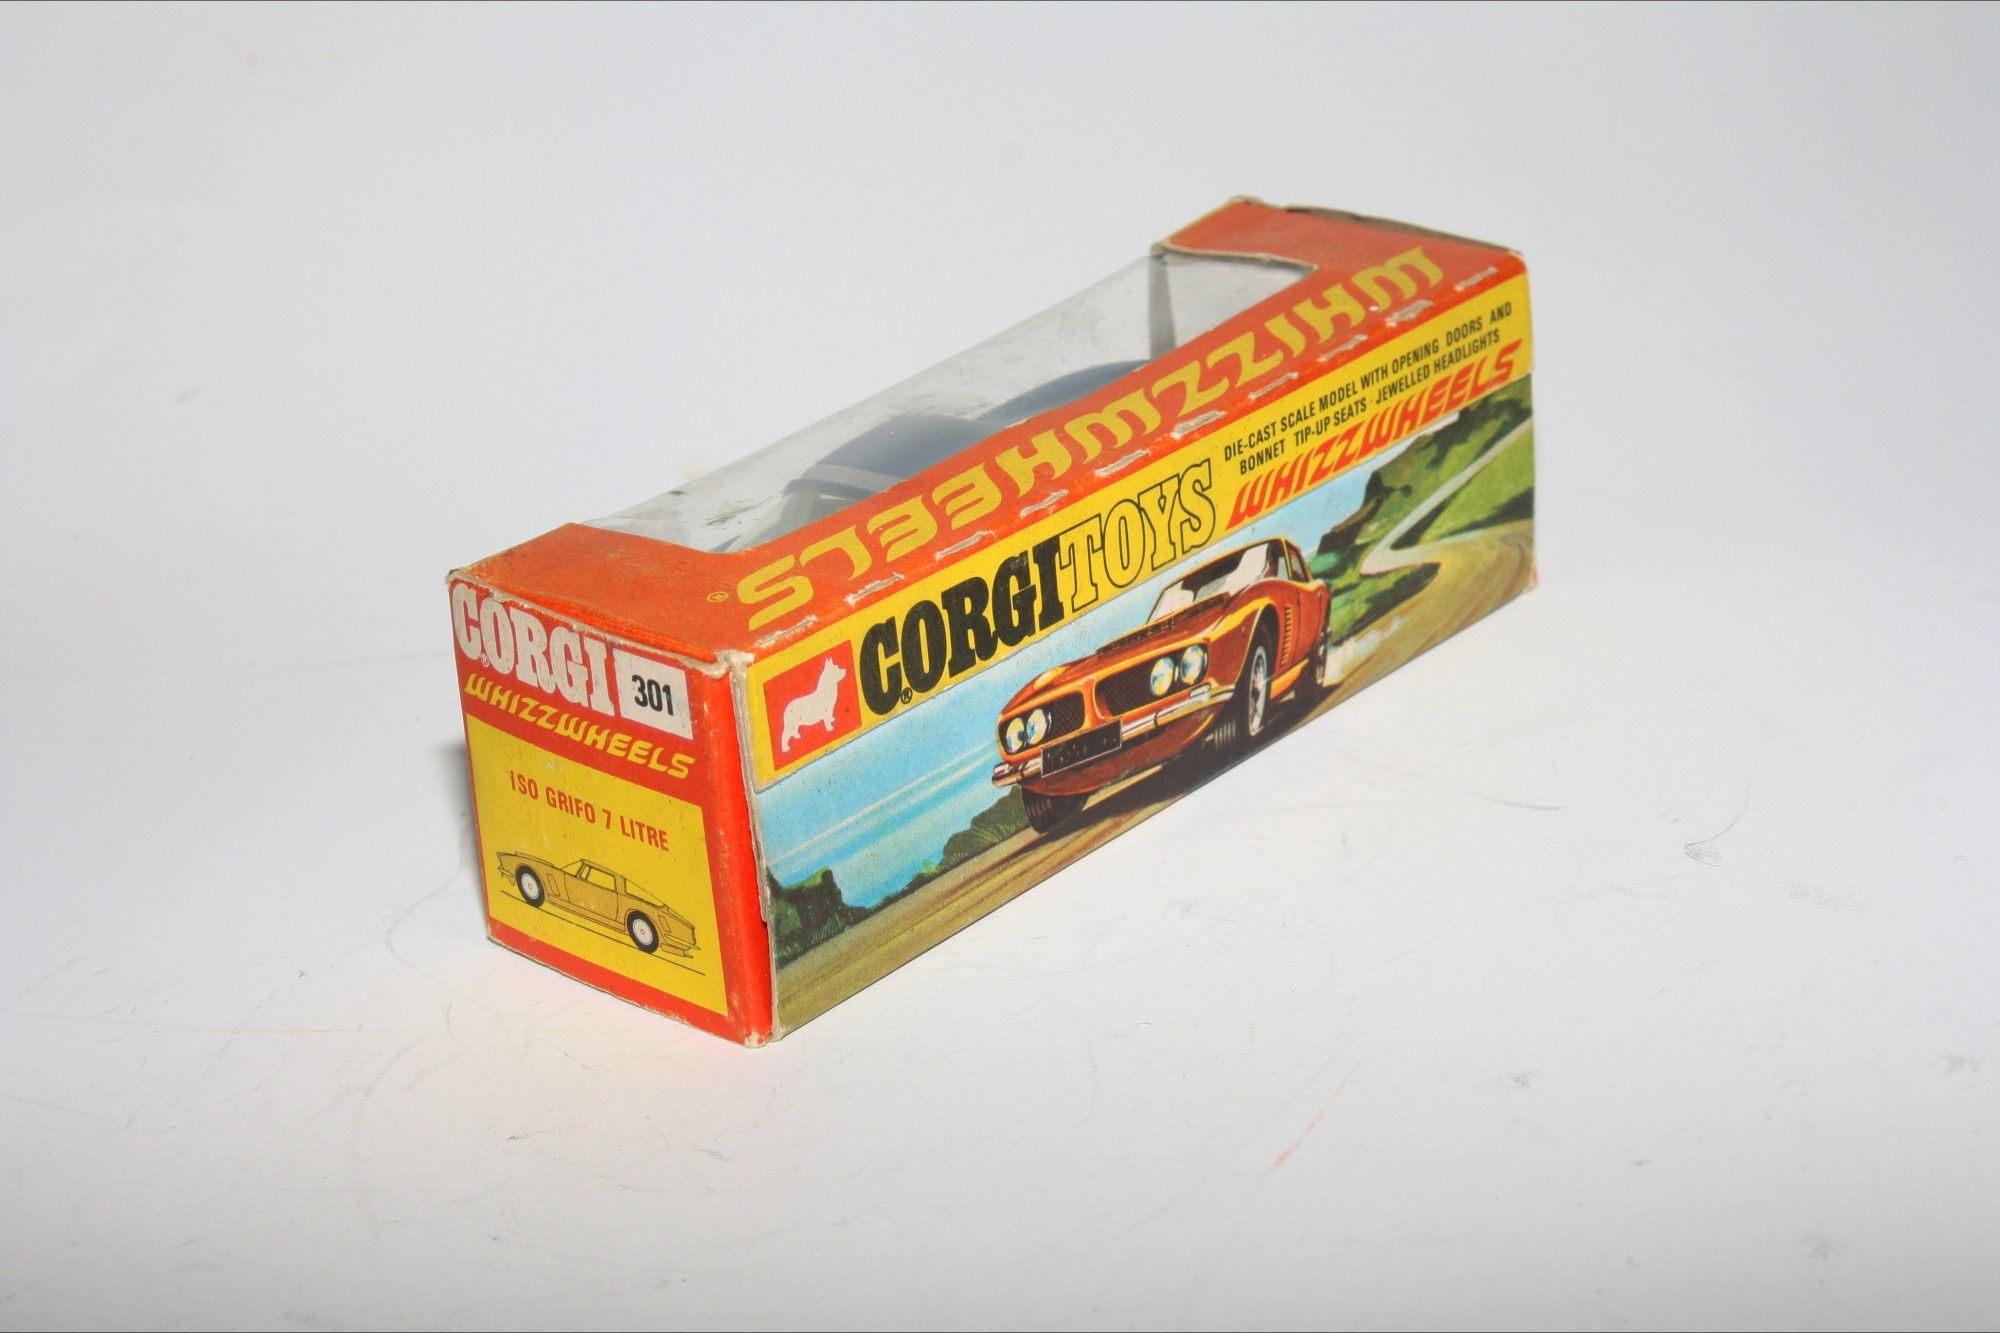 WHIZZWHEELS®
CORGI® 301
WHIZZWHEELS
ISO GRIFO 7 LITRE
CORGI® TOYS
DIE-CAST SCALE MODEL WITH OPENING DOORS AND
BONNET TIP-UP SEATS · JEWELLED HEADLIGHTS
WHIZZWHEELS